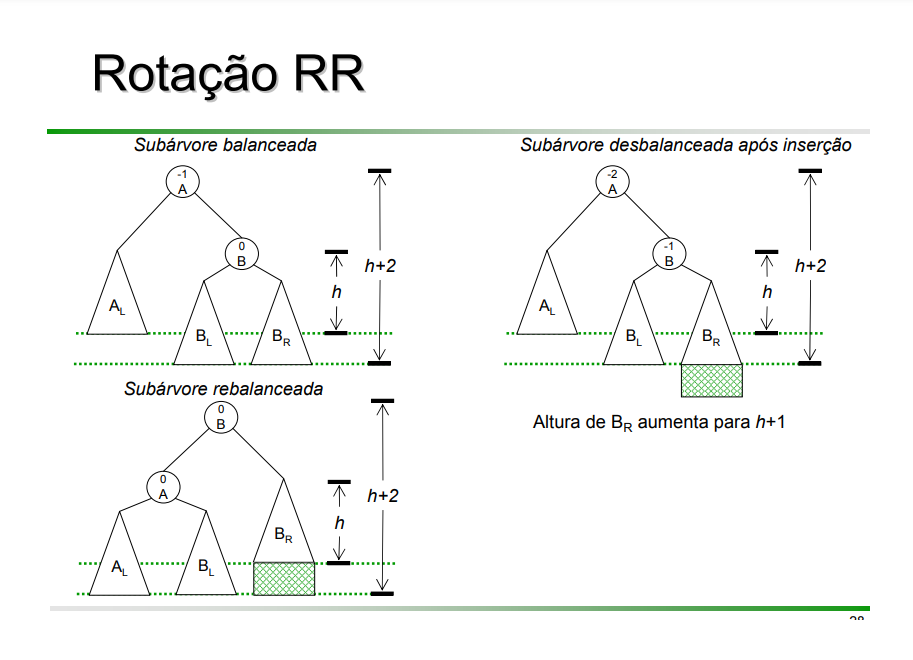 Rotação RR
Subárvore balanceada
-1
A
0
B
A_L
B_L
B_R
h
h+2
Subárvore desbalanceada após inserção
-2
A
-1
B
A_L
B_L
B_R
h
h+2
Altura de B_R aumenta para h+1
Subárvore rebalanceada
0
B
0
A
A_L
B_L
B_R
h
h+2